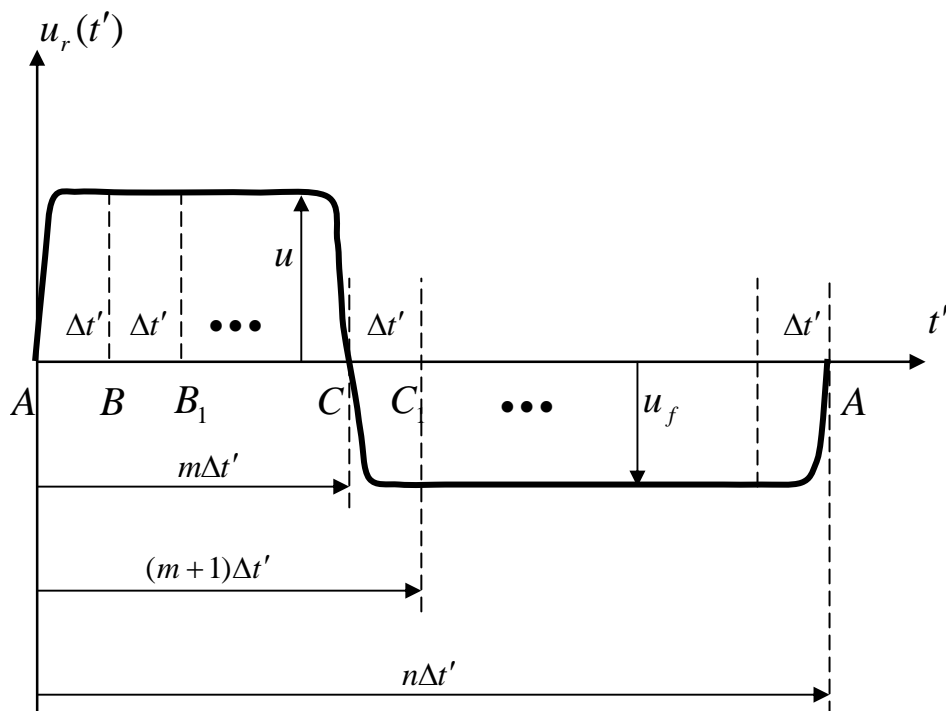 u_r(t′)
u
Δt′ Δt′ ••• Δt′ Δt′ t′
A B B_1 C C_1 ••• u_f A
mΔt′
(m+1)Δt′
nΔt′